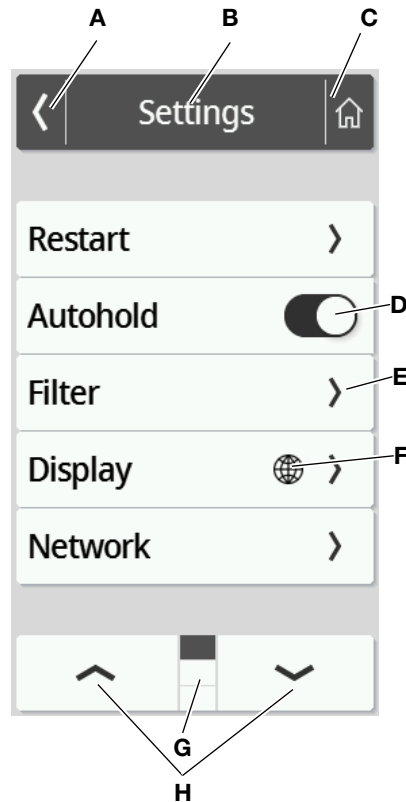 A B C
Settings
Restart
Autohold
D
Filter
E
Display
F
Network
G
H